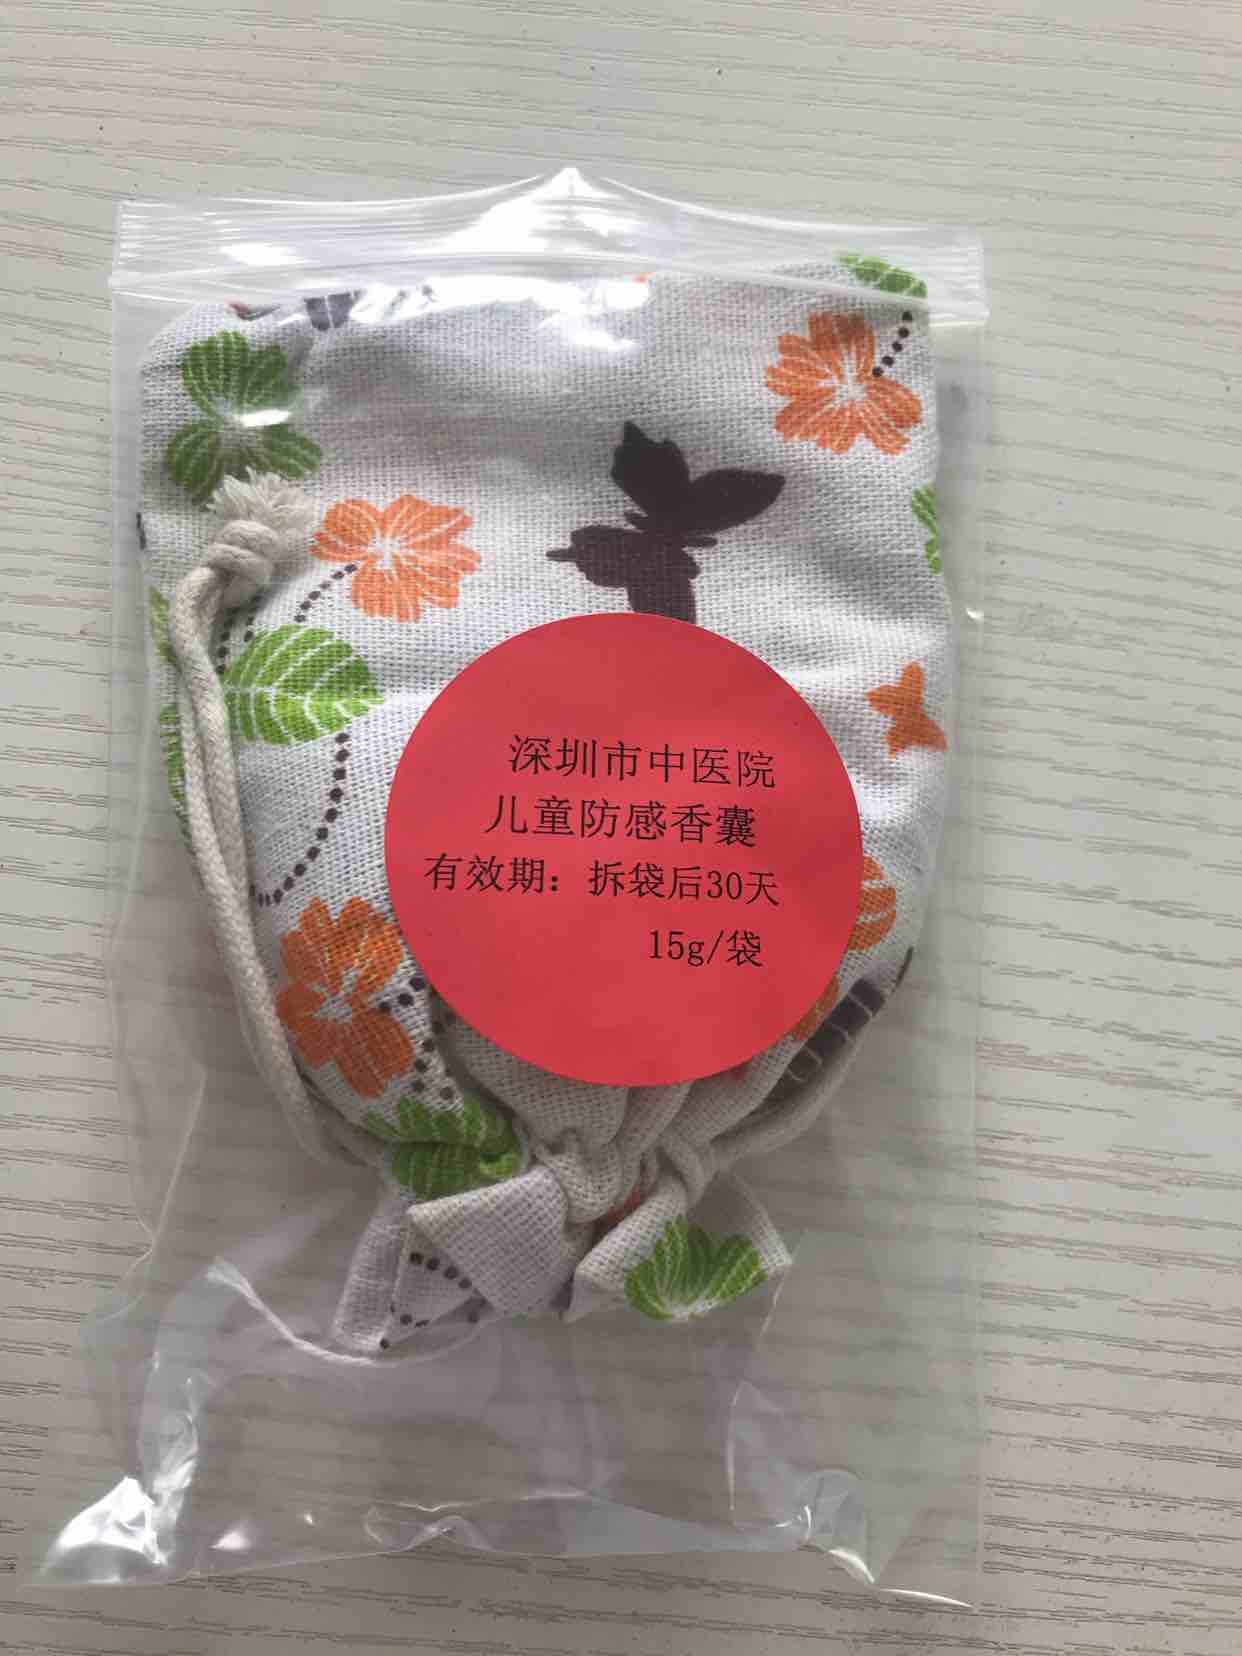 深圳市中医院
儿童防感香囊
有效期：拆袋后30天
15g/袋